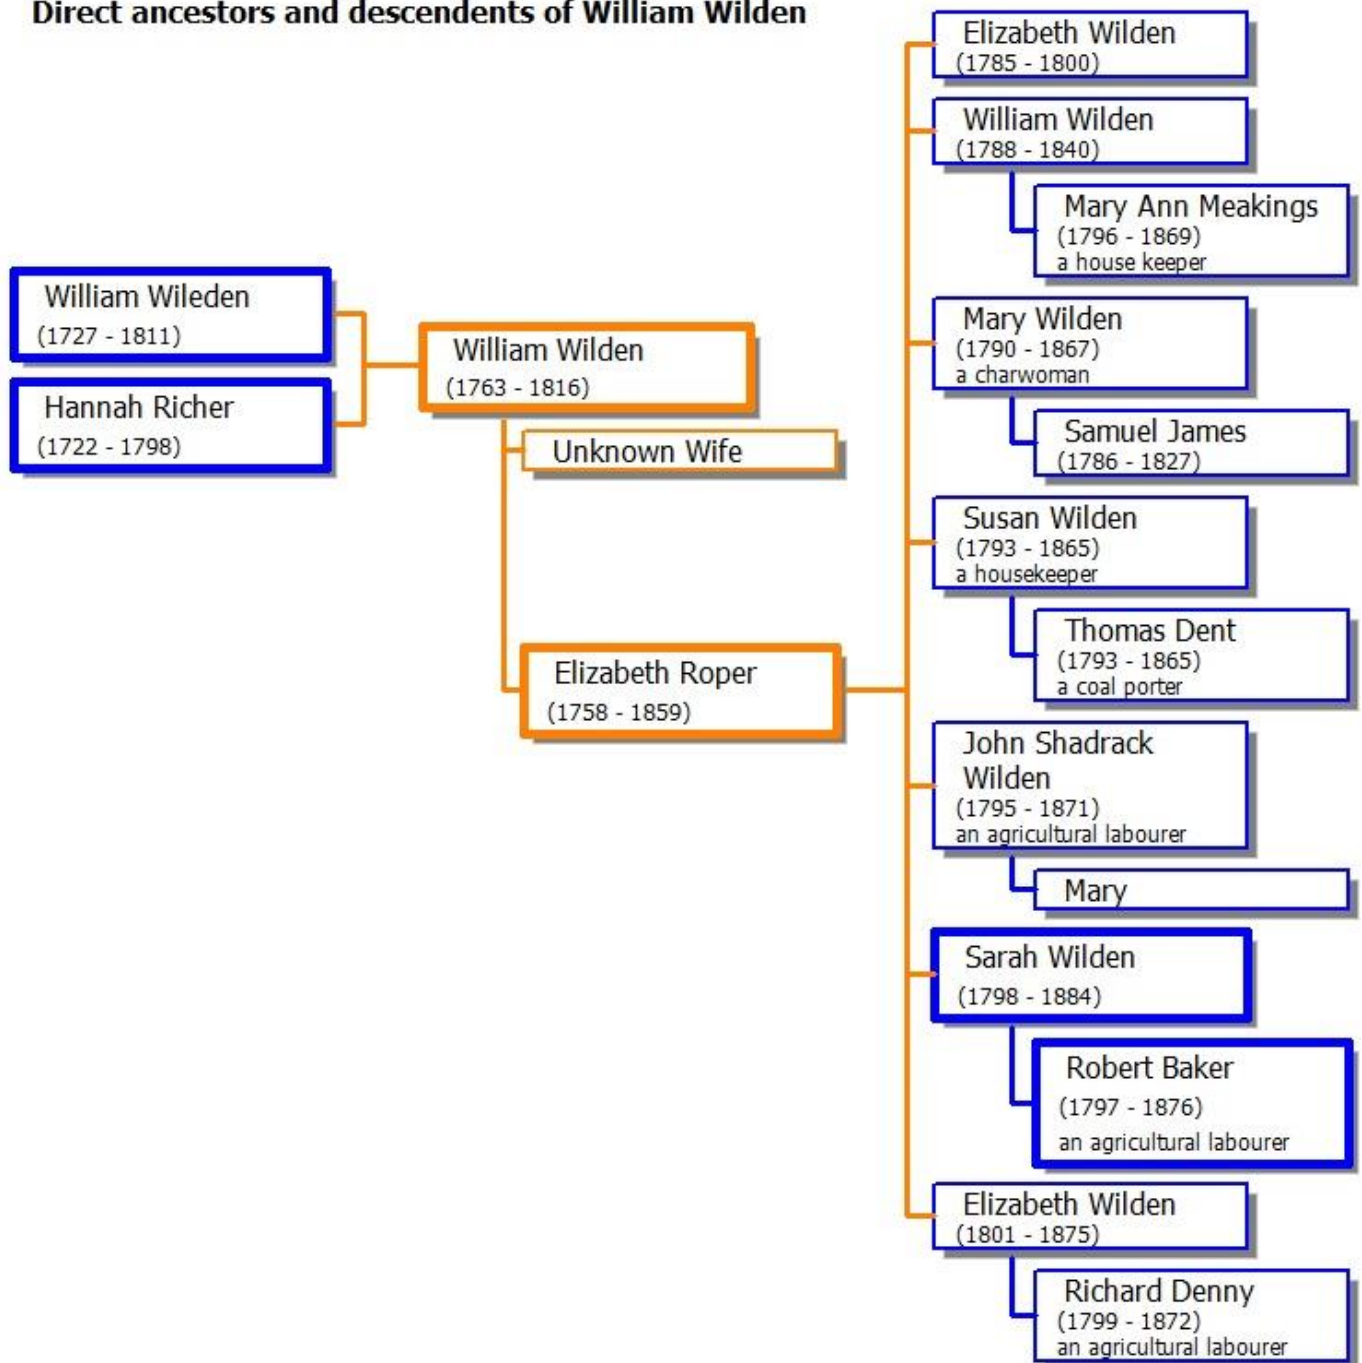 Direct ancestors and descendents of William Wilden
William Wileden
(1727 - 1811)
Hannah Richer
(1722 - 1798)
William Wilden
(1763 - 1816)
Unknown Wife
Elizabeth Roper
(1758 - 1859)
Elizabeth Wilden
(1785 - 1800)
William Wilden
(1788 - 1840)
Mary Ann Meakings
(1796 - 1869)
a house keeper
Mary Wilden
(1790 - 1867)
a charwoman
Samuel James
(1786 - 1827)
Susan Wilden
(1793 - 1865)
a housekeeper
Thomas Dent
(1793 - 1865)
a coal porter
John Shadrack
Wilden
(1795 - 1871)
an agricultural labourer
Mary
Sarah Wilden
(1798 - 1884)
Robert Baker
(1797 - 1876)
an agricultural labourer
Elizabeth Wilden
(1801 - 1875)
Richard Denny
(1799 - 1872)
an agricultural labourer